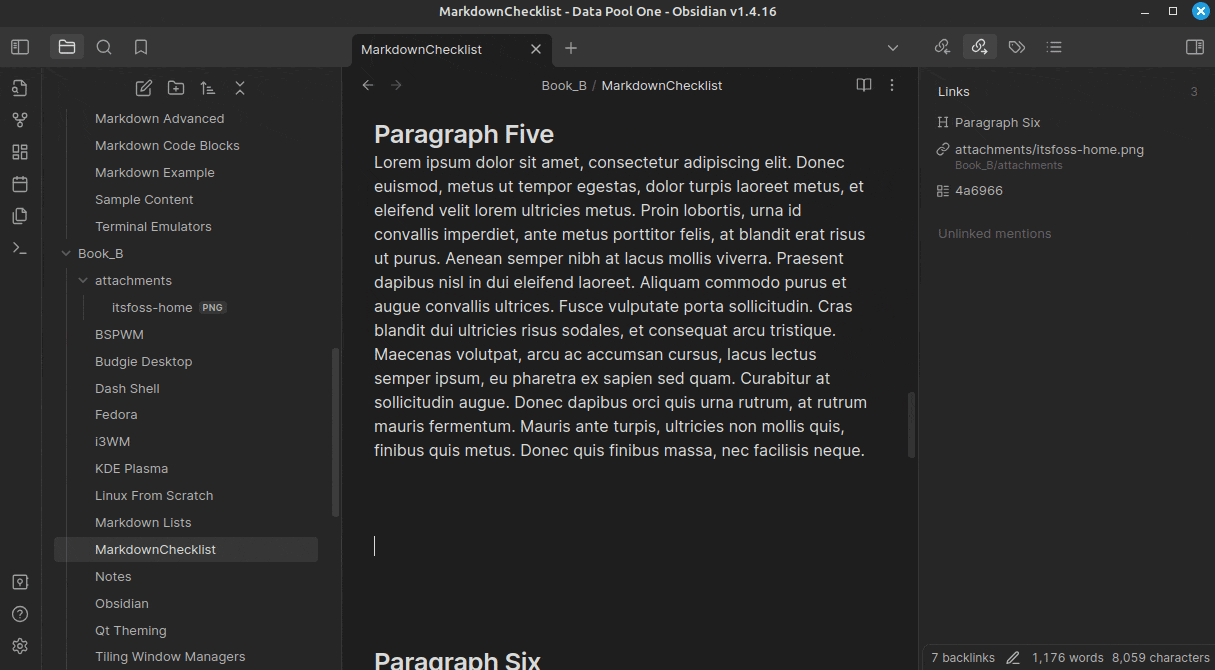 MarkdownChecklist - Data Pool One - Obsidian v1.4.16
MarkdownChecklist
Markdown Advanced
Markdown Code Blocks
Markdown Example
Sample Content
Terminal Emulators
Book_B
attachments
itsfoss-home PNG
BSPWM
Budgie Desktop
Dash Shell
Fedora
i3WM
KDE Plasma
Linux From Scratch
Markdown Lists
MarkdownChecklist
Notes
Obsidian
Qt Theming
Tiling Window Managers
Book_B / MarkdownChecklist
Paragraph Five
Lorem ipsum dolor sit amet, consectetur adipiscing elit. Donec
euismod, metus ut tempor egestas, dolor turpis laoreet metus, et
eleifend velit lorem ultricies metus. Proin lobortis, urna id
convallis imperdiet, ante metus porttitor felis, at blandit erat risus
ut purus. Aenean semper nibh at lacus mollis viverra. Praesent
dapibus nisl in dui eleifend laoreet. Aliquam commodo purus et
augue convallis ultrices. Fusce vulputate porta sollicitudin. Cras
blandit dui ultricies risus sodales, et consequat arcu tristique.
Maecenas volutpat, arcu ac accumsan cursus, lacus lectus
semper ipsum, eu pharetra ex sapien sed quam. Curabitur at
sollicitudin augue. Donec dapibus orci quis urna rutrum, at rutrum
mauris fermentum. Mauris ante turpis, ultricies non mollis quis,
finibus quis metus. Donec quis finibus massa, nec facilisis neque.
Paragraph Six
Links 3
Paragraph Six
attachments/itsfoss-home.png
Book_B/attachments
4a6966
Unlinked mentions
7 backlinks 1,176 words 8,059 characters